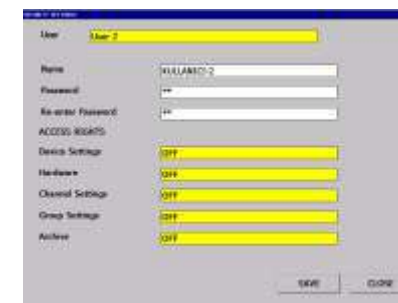 User User 2
Name KULLANICI 2
Password **
Re-enter Password **
ACCESS RIGHTS
Device Settings OFF
Hardware OFF
Channel Settings OFF
Group Settings OFF
Archive OFF
SAVE CLOSE